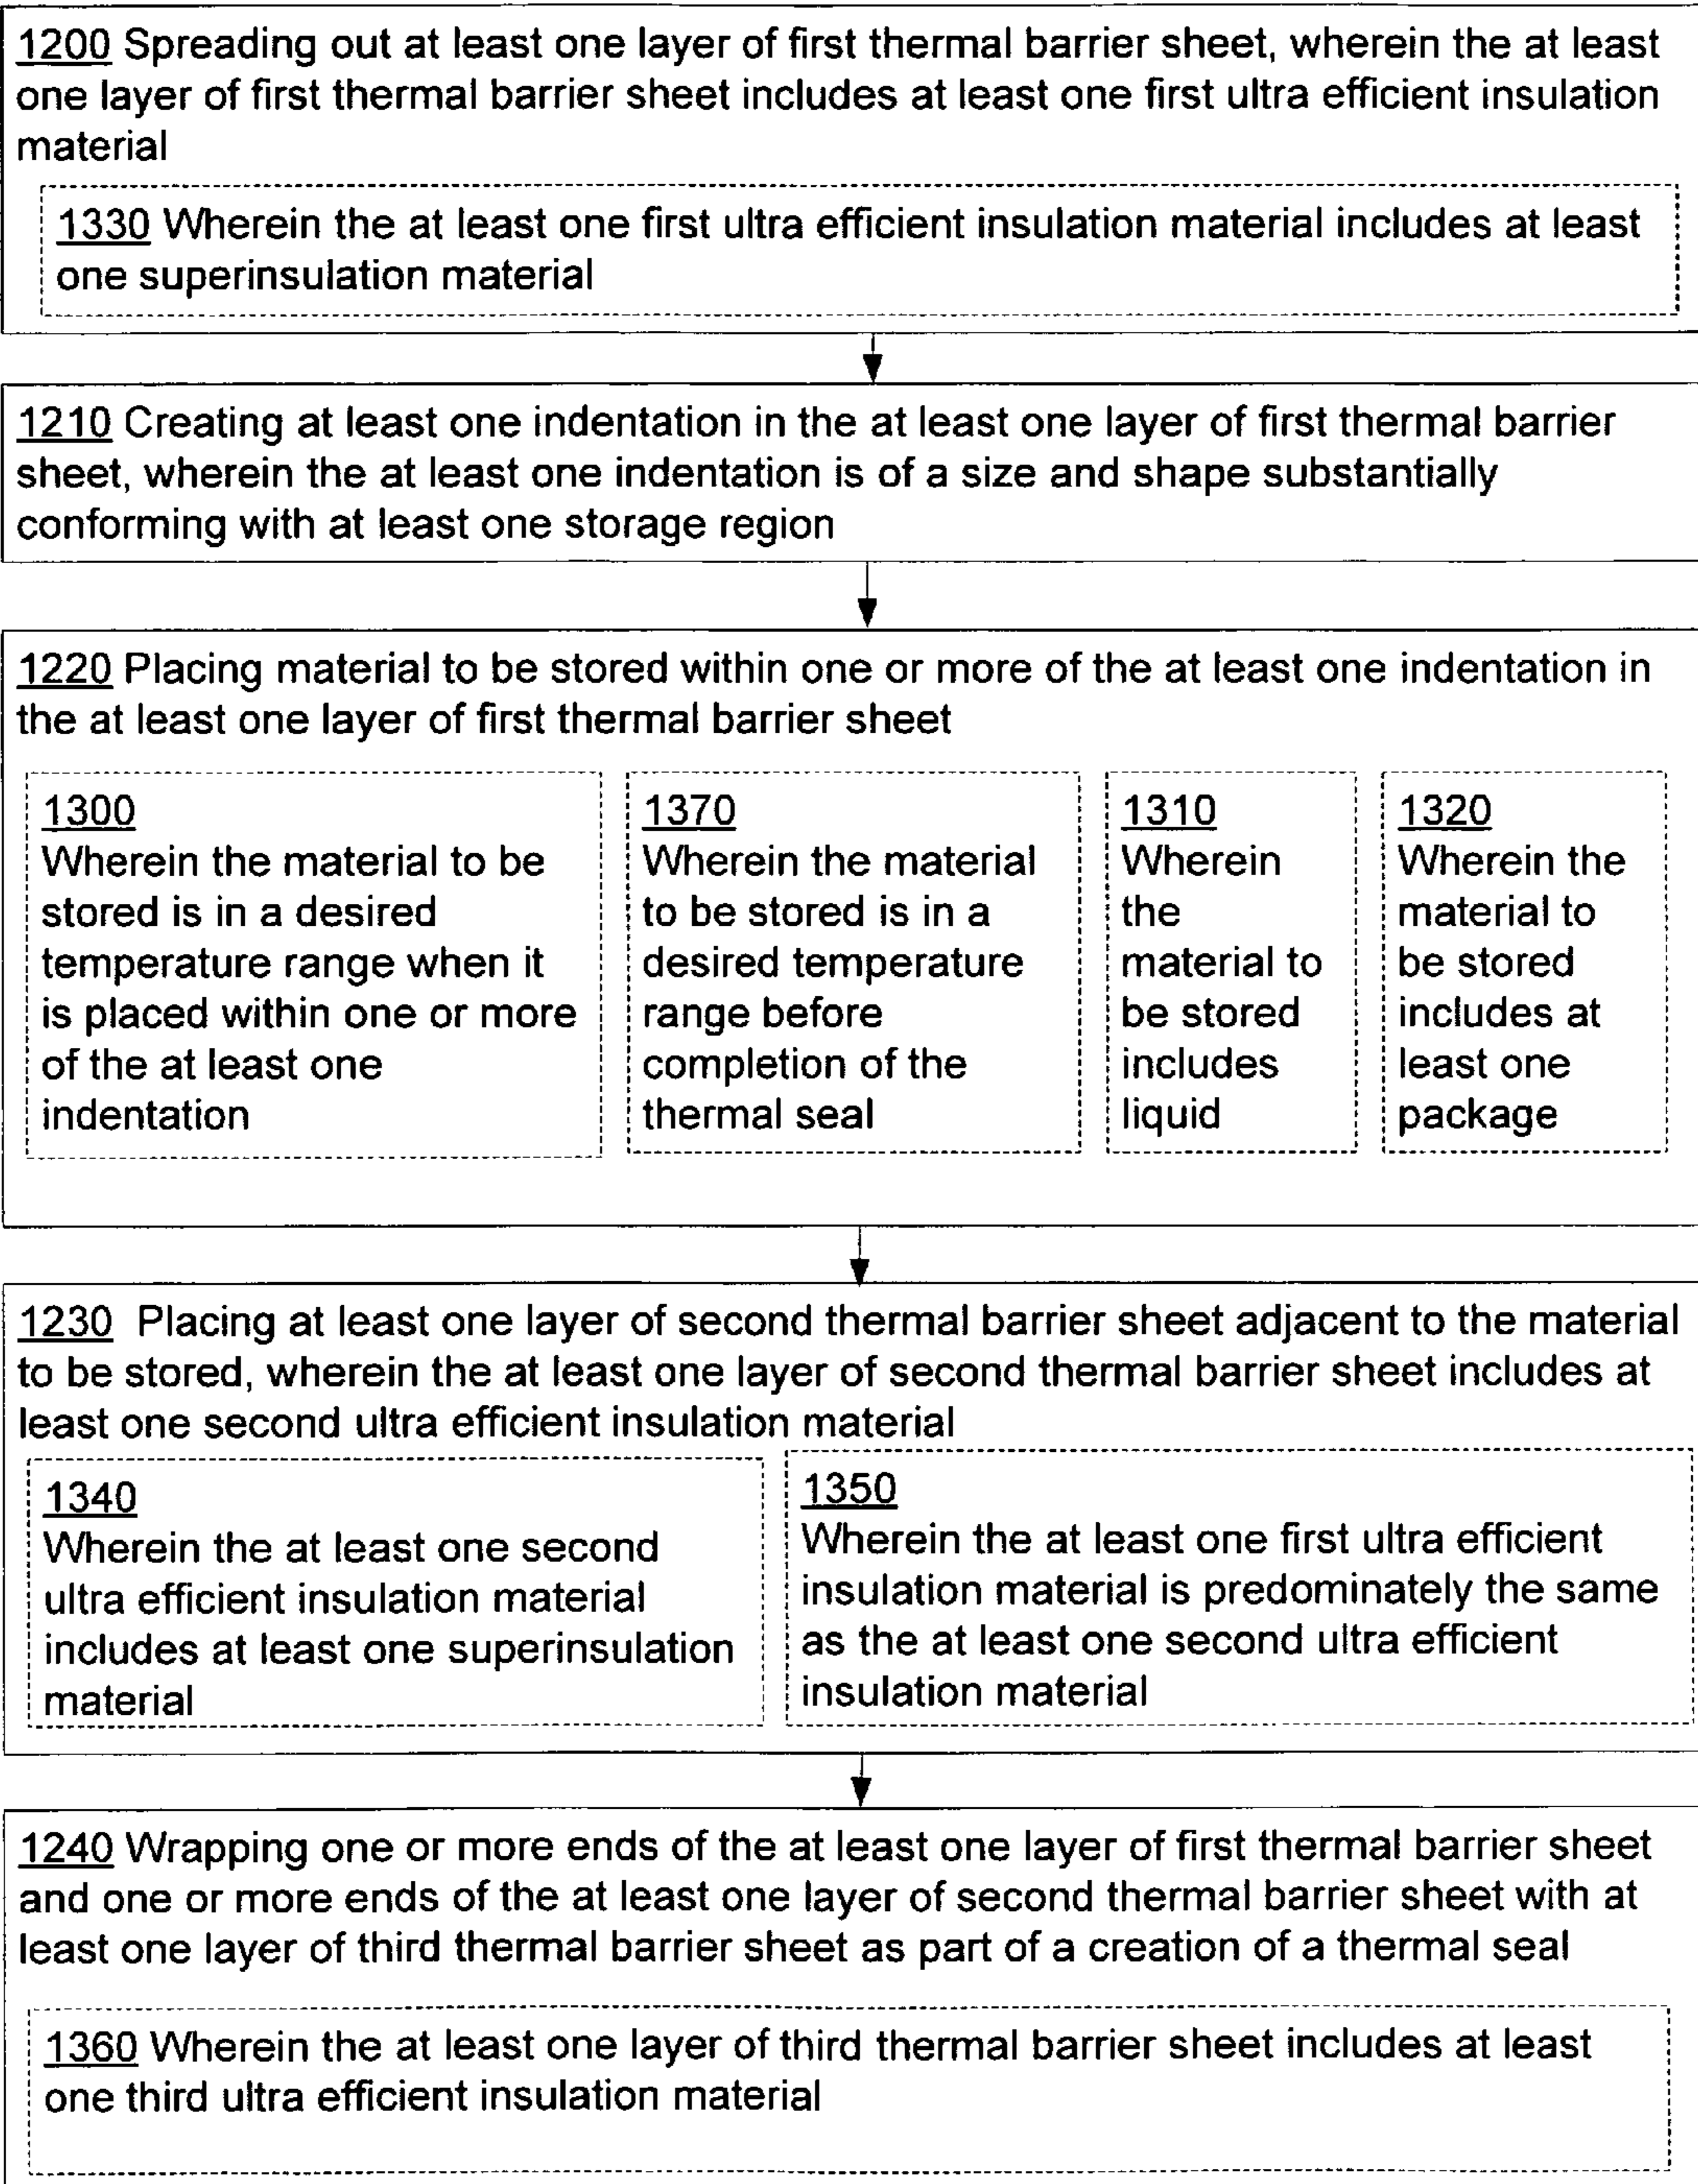 1200 Spreading out at least one layer of first thermal barrier sheet, wherein the at least
one layer of first thermal barrier sheet includes at least one first ultra efficient insulation
material
1330 Wherein the at least one first ultra efficient insulation material includes at least
one superinsulation material
1210 Creating at least one indentation in the at least one layer of first thermal barrier
sheet, wherein the at least one indentation is of a size and shape substantially
conforming with at least one storage region
1220 Placing material to be stored within one or more of the at least one indentation in
the at least one layer of first thermal barrier sheet
1300
Wherein the material to be
stored is in a desired
temperature range when it
is placed within one or more
of the at least one
indentation
1370
Wherein the material
to be stored is in a
desired temperature
range before
completion of the
thermal seal
1310
Wherein
the
material to
be stored
includes
liquid
1320
Wherein the
material to
be stored
includes at
least one
package
1230 Placing at least one layer of second thermal barrier sheet adjacent to the material
to be stored, wherein the at least one layer of second thermal barrier sheet includes at
least one second ultra efficient insulation material
1340
Wherein the at least one second
ultra efficient insulation material
includes at least one superinsulation
material
1350
Wherein the at least one first ultra efficient
insulation material is predominately the same
as the at least one second ultra efficient
insulation material
1240 Wrapping one or more ends of the at least one layer of first thermal barrier sheet
and one or more ends of the at least one layer of second thermal barrier sheet with at
least one layer of third thermal barrier sheet as part of a creation of a thermal seal
1360 Wherein the at least one layer of third thermal barrier sheet includes at least
one third ultra efficient insulation material